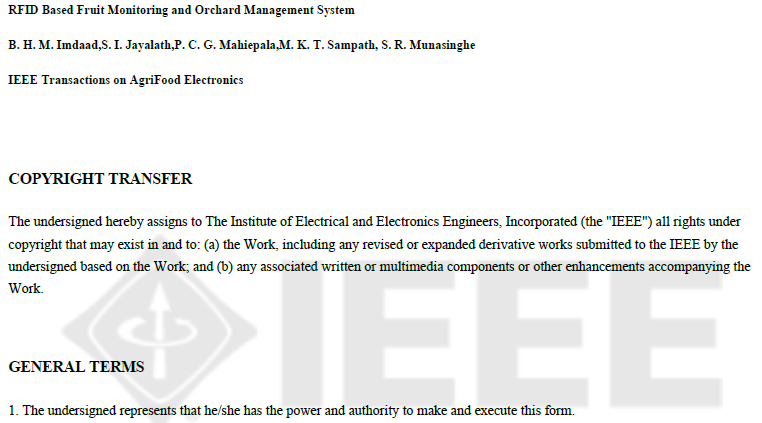 RFID Based Fruit Monitoring and Orchard Management System
B. H. M. Imdaad,S. I. Jayalath,P. C. G. Mahiepala,M. K. T. Sampath, S. R. Munasinghe
IEEE Transactions on AgriFood Electronics
COPYRIGHT TRANSFER
The undersigned hereby assigns to The Institute of Electrical and Electronics Engineers, Incorporated (the "IEEE") all rights under
copyright that may exist in and to: (a) the Work, including any revised or expanded derivative works submitted to the IEEE by the
undersigned based on the Work; and (b) any associated written or multimedia components or other enhancements accompanying the
Work.
IEEE
GENERAL TERMS
1. The undersigned represents that he/she has the power and authority to make and execute this form.